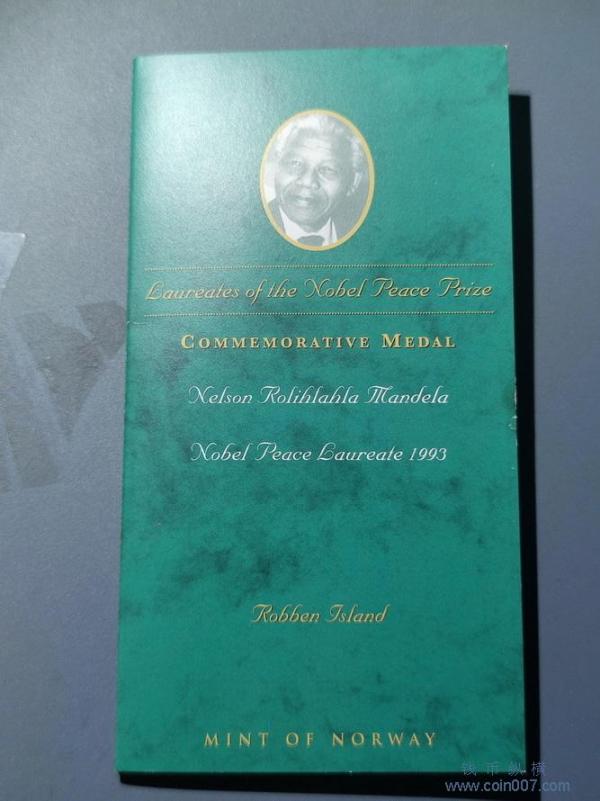 Laureates of the Nobel Peace Prize
COMMEMORATIVE MEDAL
Nelson Rolihlahla Mandela
Nobel Peace Laureate 1993
Robben Island
MINT OF NORWAY
钱币纵横
www.coin007.com